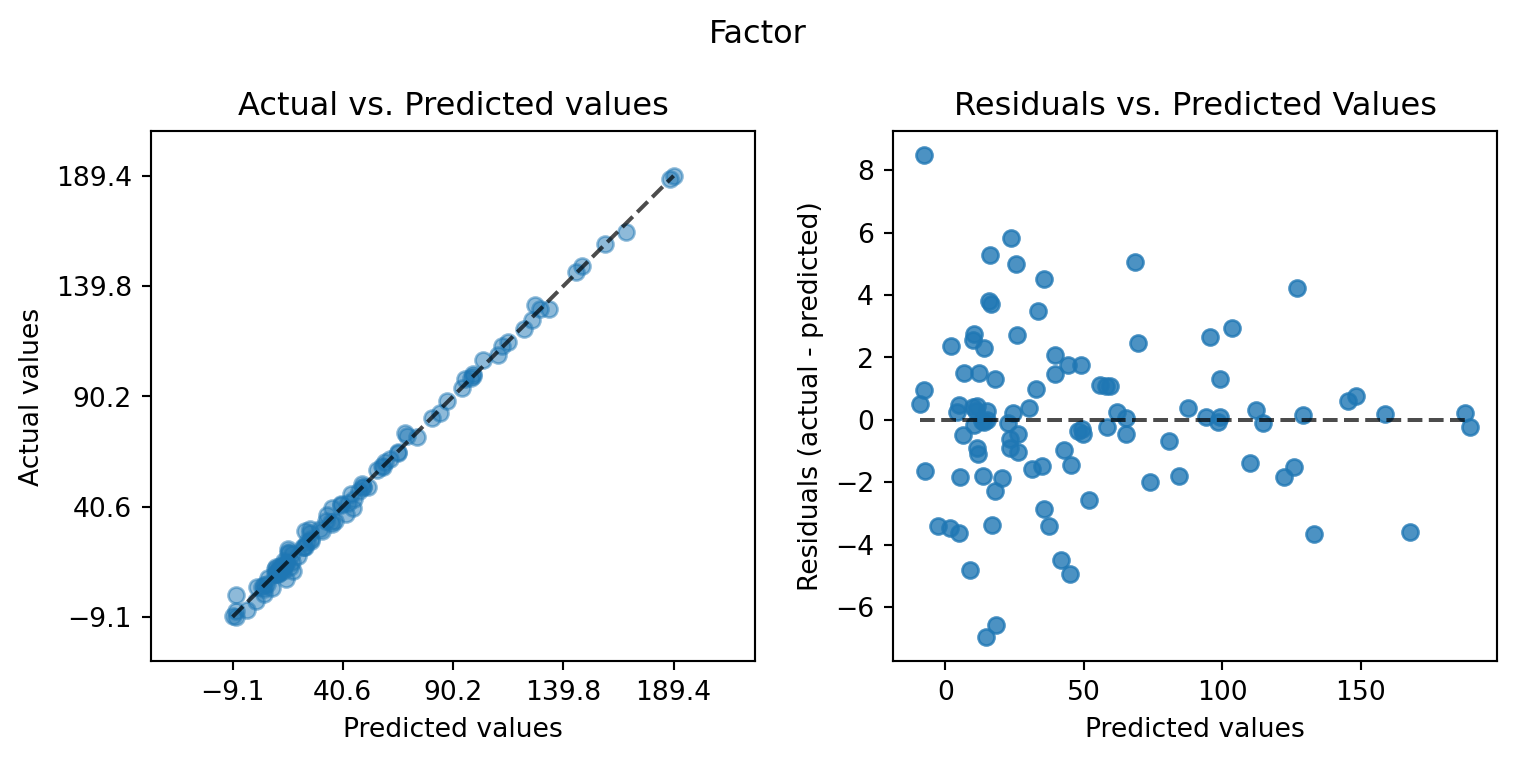 Factor
Actual vs. Predicted values
Actual values
189.4
139.8
90.2
40.6
−9.1
−9.1 40.6 90.2 139.8 189.4
Predicted values
Residuals vs. Predicted Values
Residuals (actual - predicted)
8
6
4
2
0
−2
−4
−6
0 50 100 150
Predicted values